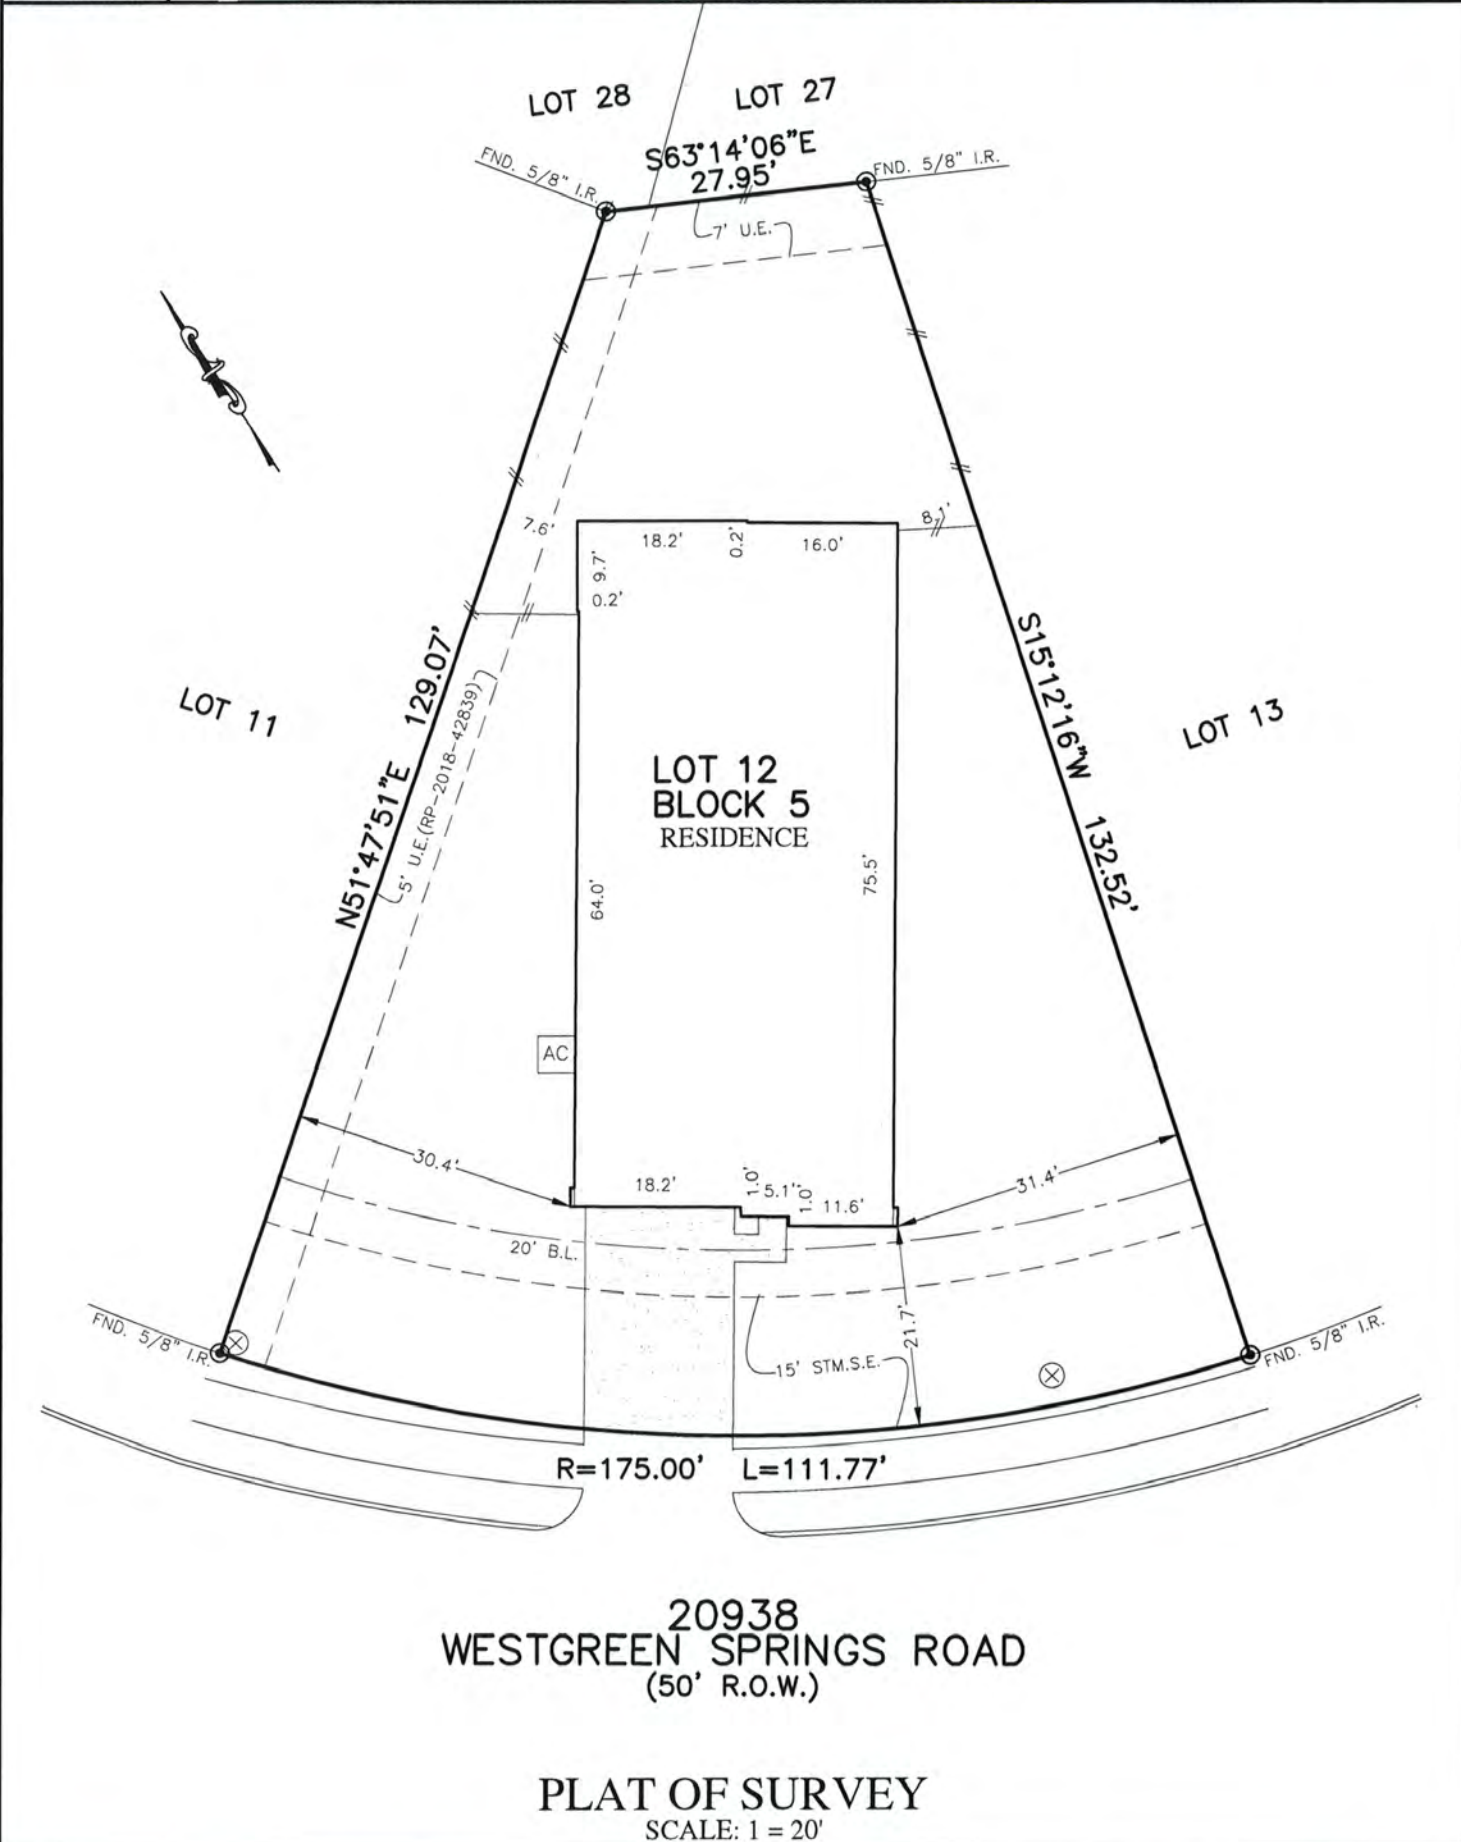 LOT 28
LOT 27
S63°14'06"E
27.95'
FND. 5/8" I.R.
FND. 5/8" I.R.
7' U.E.
7.6'
18.2'
0.2'
16.0'
8.1'
9.7'
0.2'
LOT 11
N51°47'51"E 129.07'
5' U.E.(RP-2018-42839)
S15°12'16"W 132.52'
LOT 13
LOT 12
BLOCK 5
RESIDENCE
64.0'
75.5'
AC
30.4'
18.2'
1.0'
5.1'
1.0'
11.6'
31.4'
20' B.L.
21.7'
15' STM.S.E.
FND. 5/8" I.R.
FND. 5/8" I.R.
R=175.00' L=111.77'
20938
WESTGREEN SPRINGS ROAD
(50' R.O.W.)
PLAT OF SURVEY
SCALE: 1 = 20'